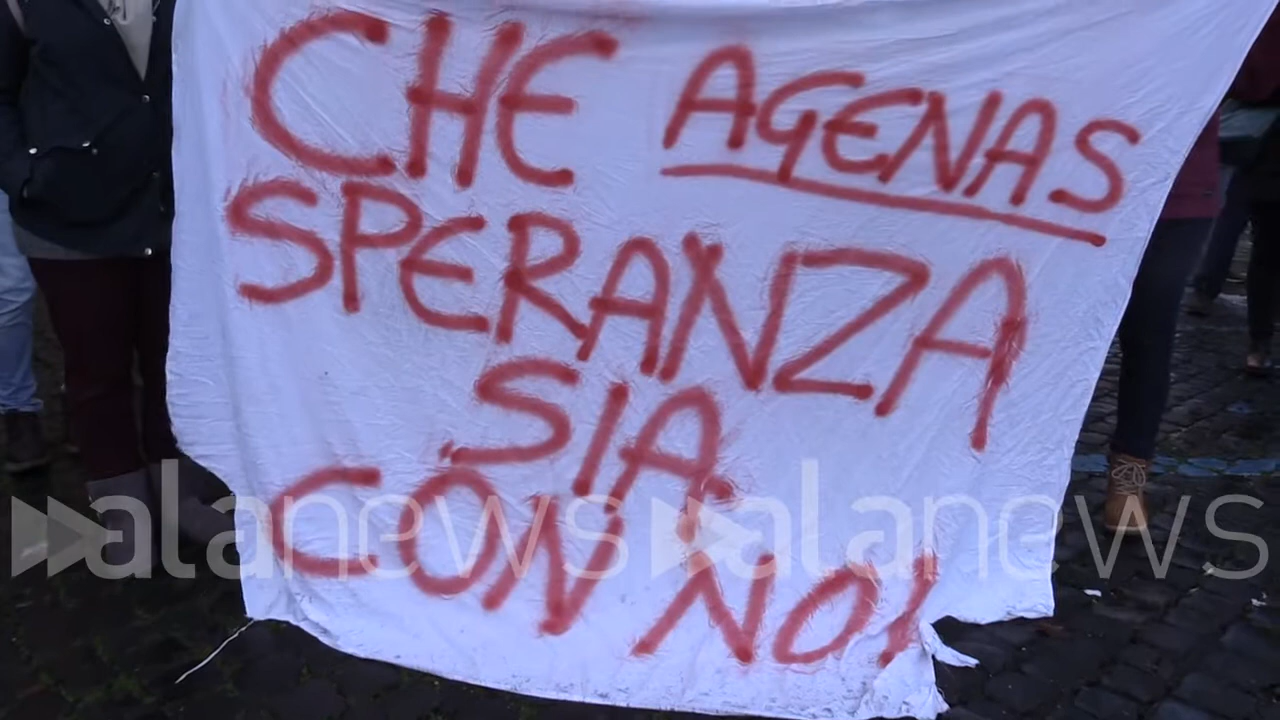 CHE AGENAS
SPERANZA
SIA
CON NOI
alanews alanews